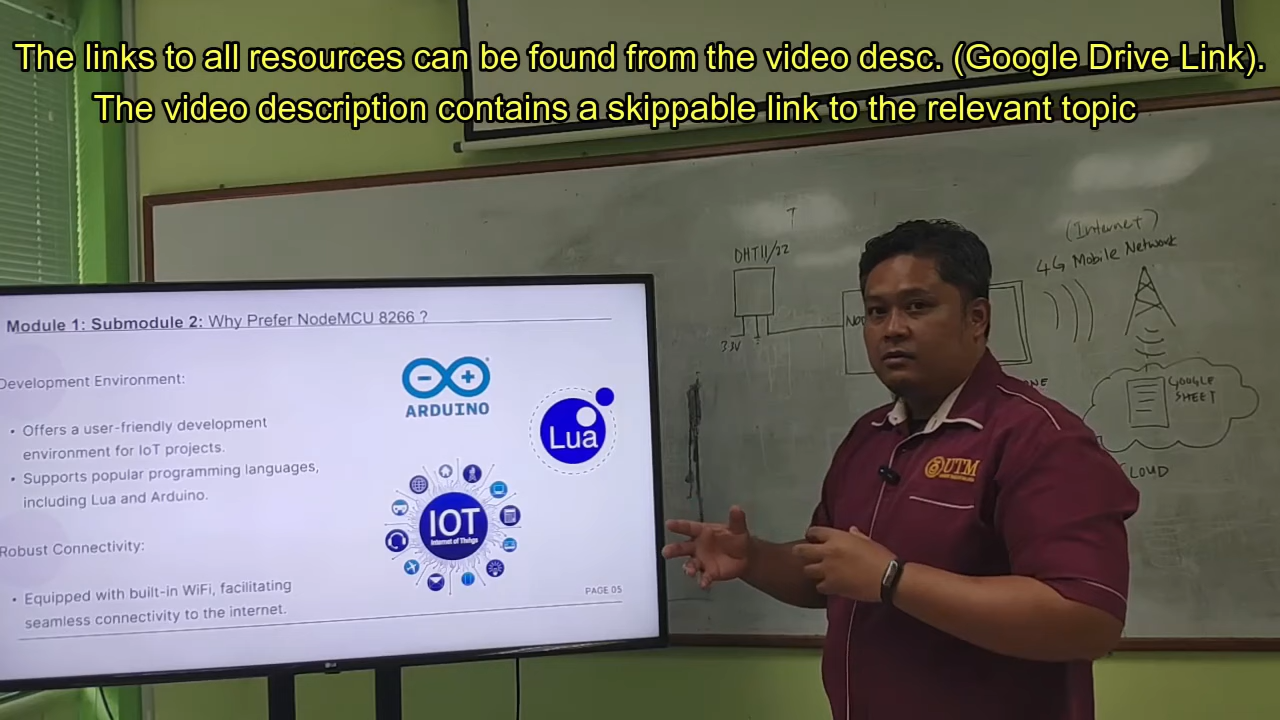 The links to all resources can be found from the video desc. (Google Drive Link).
The video description contains a skippable link to the relevant topic
Module 1: Submodule 2: Why Prefer NodeMCU 8266 ?
Development Environment:
• Offers a user-friendly development
environment for IoT projects.
• Supports popular programming languages,
including Lua and Arduino.
Robust Connectivity:
• Equipped with built-in WiFi, facilitating
seamless connectivity to the internet.
ARDUINO
Lua
IOT
Internet of Things
PAGE 05
LG
DHT11/22
3.3V
(Internet)
4G Mobile Network
GOOGLE
SHEET
CLOUD
UTM